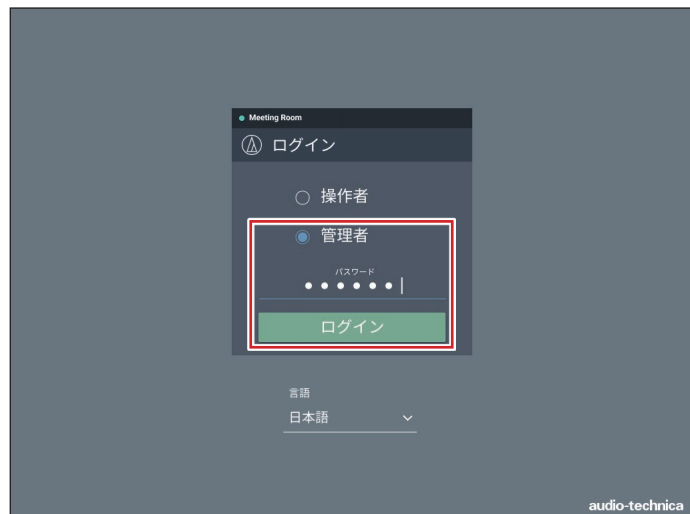 Meeting Room
ログイン
操作者
管理者
パスワード
ログイン
言語
日本語
audio-technica